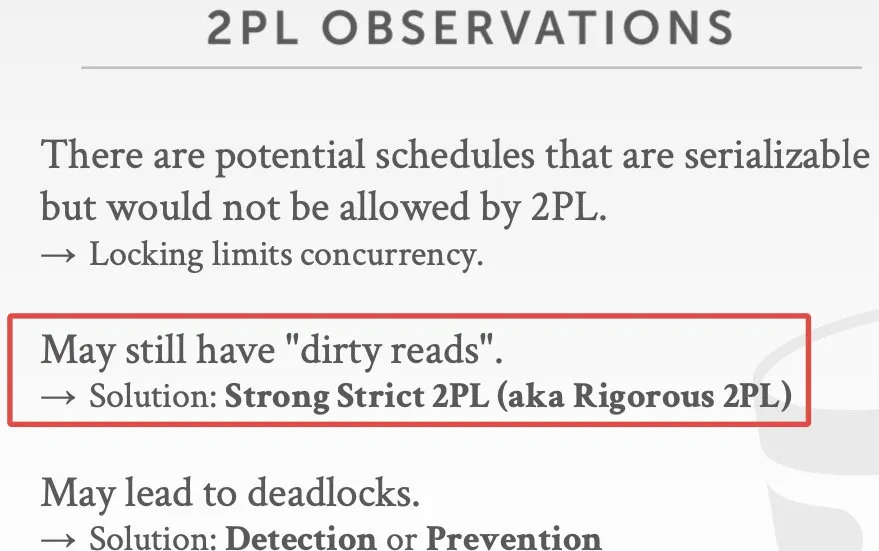 2PL OBSERVATIONS
There are potential schedules that are serializable
but would not be allowed by 2PL.
→ Locking limits concurrency.
May still have "dirty reads".
→ Solution: Strong Strict 2PL (aka Rigorous 2PL)
May lead to deadlocks.
→ Solution: Detection or Prevention